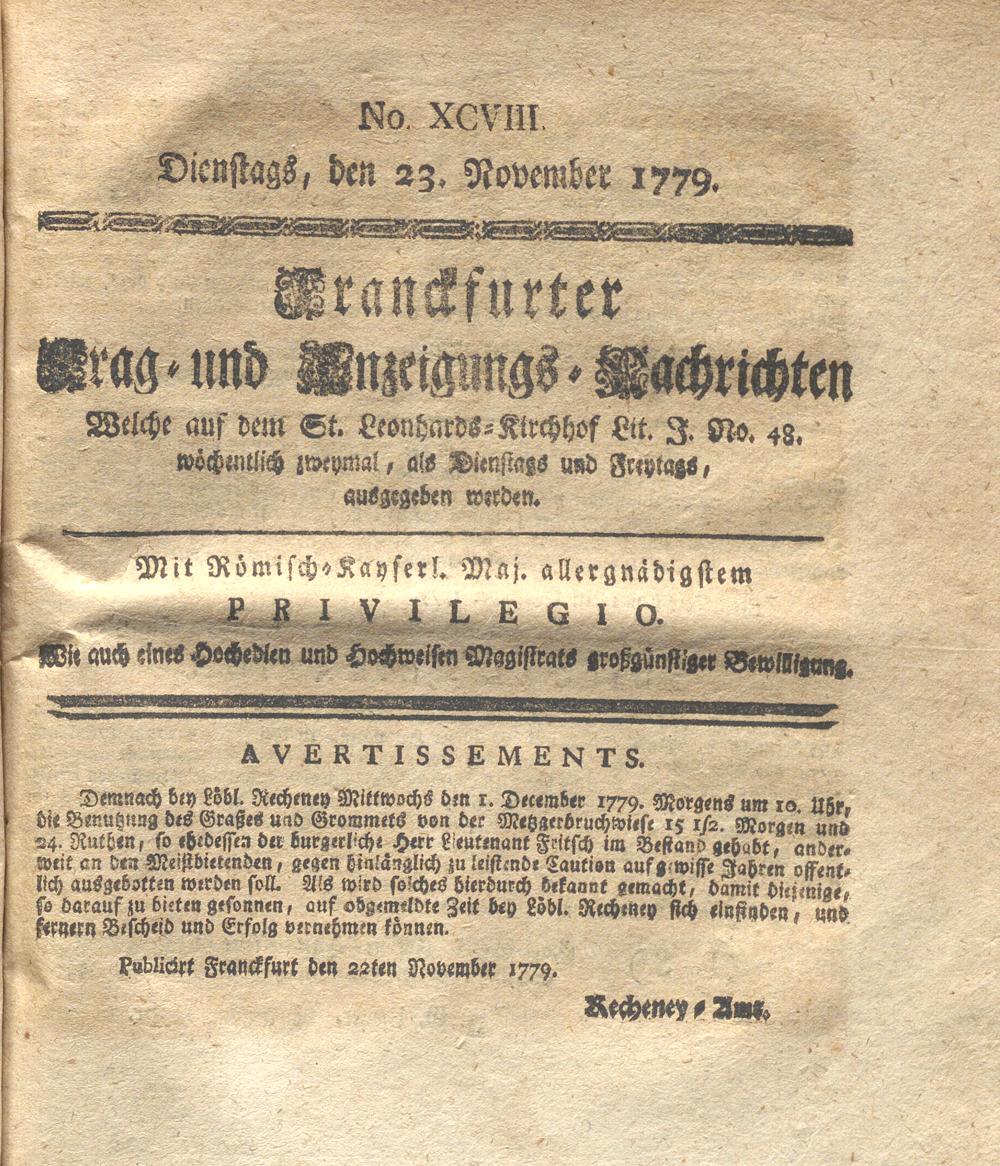 No. XCVIII.
Dienstags, den 23. November 1779.
Franckfurter
Frag- und Anzeigungs-Nachrichten
Welche auf dem St. Leonhards-Kirchhof Lit. J. No. 48.
wöchentlich zweymal, als Dienstags und Freytags,
ausgegeben werden.
Mit Römisch-Kayserl. Maj. allergnädigstem
PRIVILEGIO.
Wie auch eines Hochedlen und Hochweisen Magistrats großgünstiger Bewilligung.
AVERTISSEMENTS.
Demnach bey Löbl. Recheney Mittwochs den 1. December 1779. Morgens um 10. Uhr,
die Benutzung des Graßes und Grommets von der Metzgerbruchwiese 15 1/2. Morgen und
24. Ruthen, so ehedessen der burgerliche Herr Lieutenant Fritsch im Bestand gehabt, ander-
weit an den Meistbietenden, gegen hinlänglich zu leistende Caution auf gewisse Jahren offent-
lich ausgebotten werden soll. Als wird solches hierdurch bekannt gemacht, damit diejenige,
so darauf zu bieten gesonnen, auf obgemeldte Zeit bey Löbl. Recheney sich einfinden, und
fernern Bescheid und Erfolg vernehmen können.
Publicirt Franckfurt den 22ten November 1779.
Recheney-Amt.